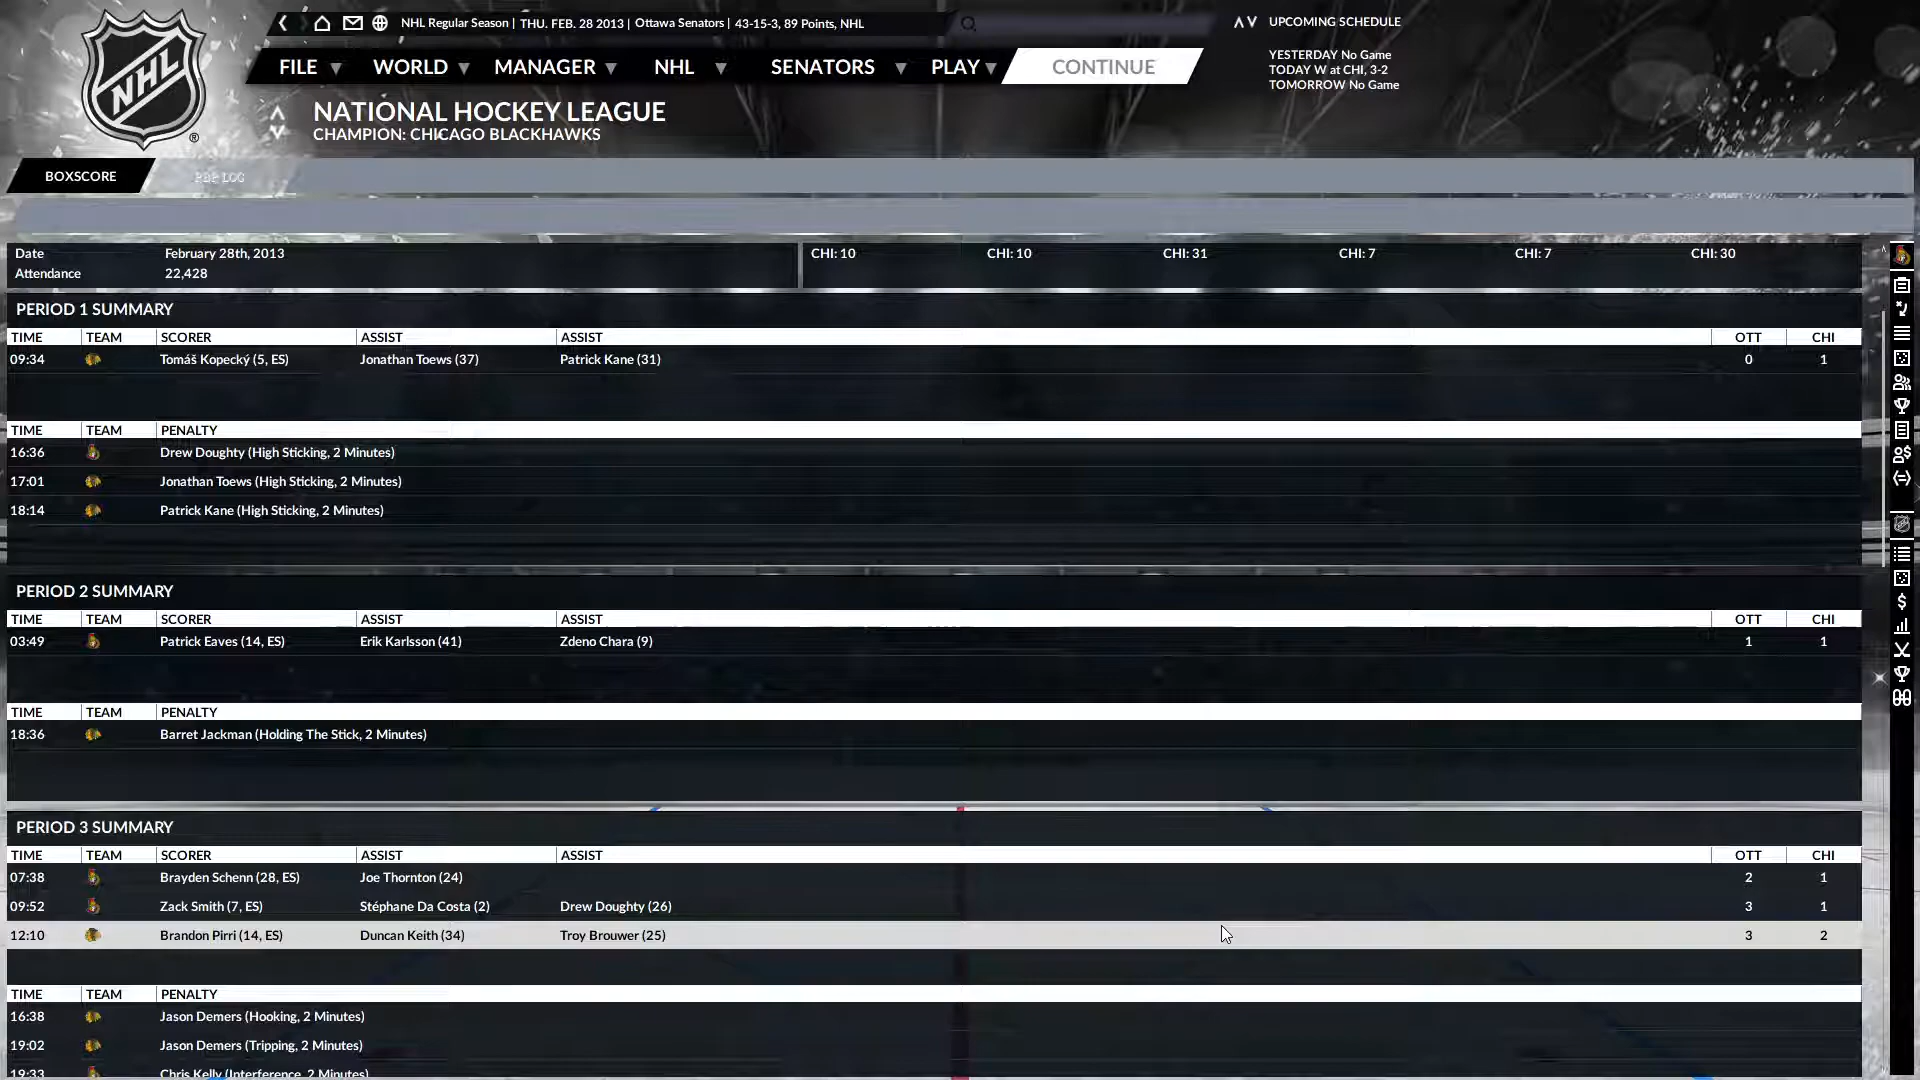 NHL Regular Season | THU. FEB. 28 2013 | Ottawa Senators | 43-15-3, 89 Points, NHL
UPCOMING SCHEDULE
YESTERDAY No Game
TODAY W at CHI, 3-2
TOMORROW No Game
NHL
FILE WORLD MANAGER NHL SENATORS PLAY CONTINUE
NATIONAL HOCKEY LEAGUE
CHAMPION: CHICAGO BLACKHAWKS
BOXSCORE PBP LOG
Date February 28th, 2013
Attendance 22,428
CHI: 10 CHI: 10 CHI: 31 CHI: 7 CHI: 7 CHI: 30
PERIOD 1 SUMMARY
TIME TEAM SCORER ASSIST ASSIST OTT CHI
09:34 Tomáš Kopecký (5, ES) Jonathan Toews (37) Patrick Kane (31) 0 1
TIME TEAM PENALTY
16:36 Drew Doughty (High Sticking, 2 Minutes)
17:01 Jonathan Toews (High Sticking, 2 Minutes)
18:14 Patrick Kane (High Sticking, 2 Minutes)
PERIOD 2 SUMMARY
TIME TEAM SCORER ASSIST ASSIST OTT CHI
03:49 Patrick Eaves (14, ES) Erik Karlsson (41) Zdeno Chara (9) 1 1
TIME TEAM PENALTY
18:36 Barret Jackman (Holding The Stick, 2 Minutes)
PERIOD 3 SUMMARY
TIME TEAM SCORER ASSIST ASSIST OTT CHI
07:38 Brayden Schenn (28, ES) Joe Thornton (24) 2 1
09:52 Zack Smith (7, ES) Stéphane Da Costa (2) Drew Doughty (26) 3 1
12:10 Brandon Pirri (14, ES) Duncan Keith (34) Troy Brouwer (25) 3 2
TIME TEAM PENALTY
16:38 Jason Demers (Hooking, 2 Minutes)
19:02 Jason Demers (Tripping, 2 Minutes)
19:33 Chris Kelly (Interference, 2 Minutes)